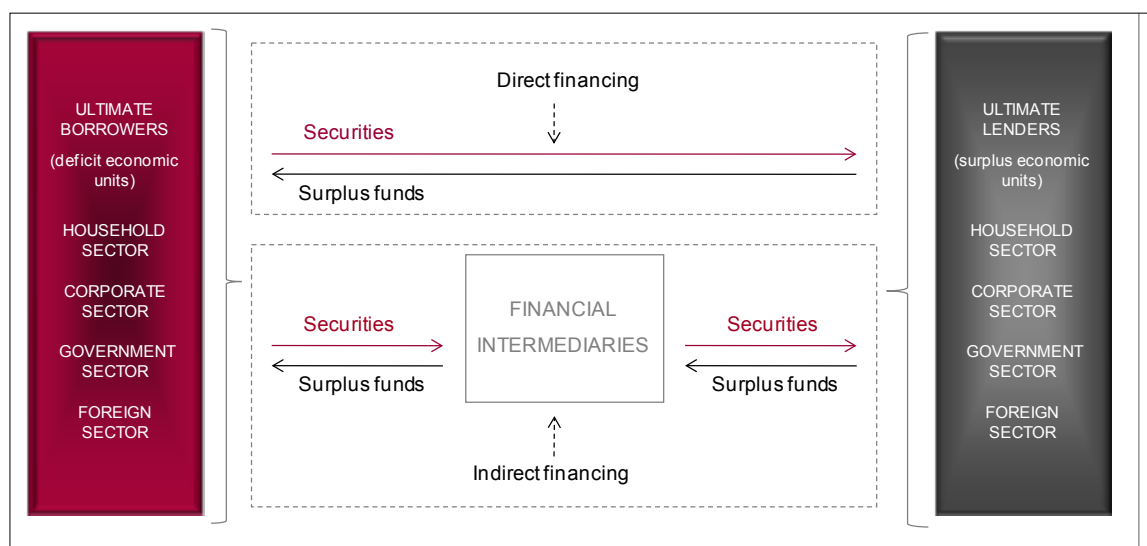 ULTIMATE
BORROWERS
(deficit economic
units)
HOUSEHOLD
SECTOR
CORPORATE
SECTOR
GOVERNMENT
SECTOR
FOREIGN
SECTOR
Direct financing
Securities
Surplus funds
Securities
Surplus funds
FINANCIAL
INTERMEDIARIES
Securities
Surplus funds
Indirect financing
ULTIMATE
LENDERS
(surplus economic
units)
HOUSEHOLD
SECTOR
CORPORATE
SECTOR
GOVERNMENT
SECTOR
FOREIGN
SECTOR